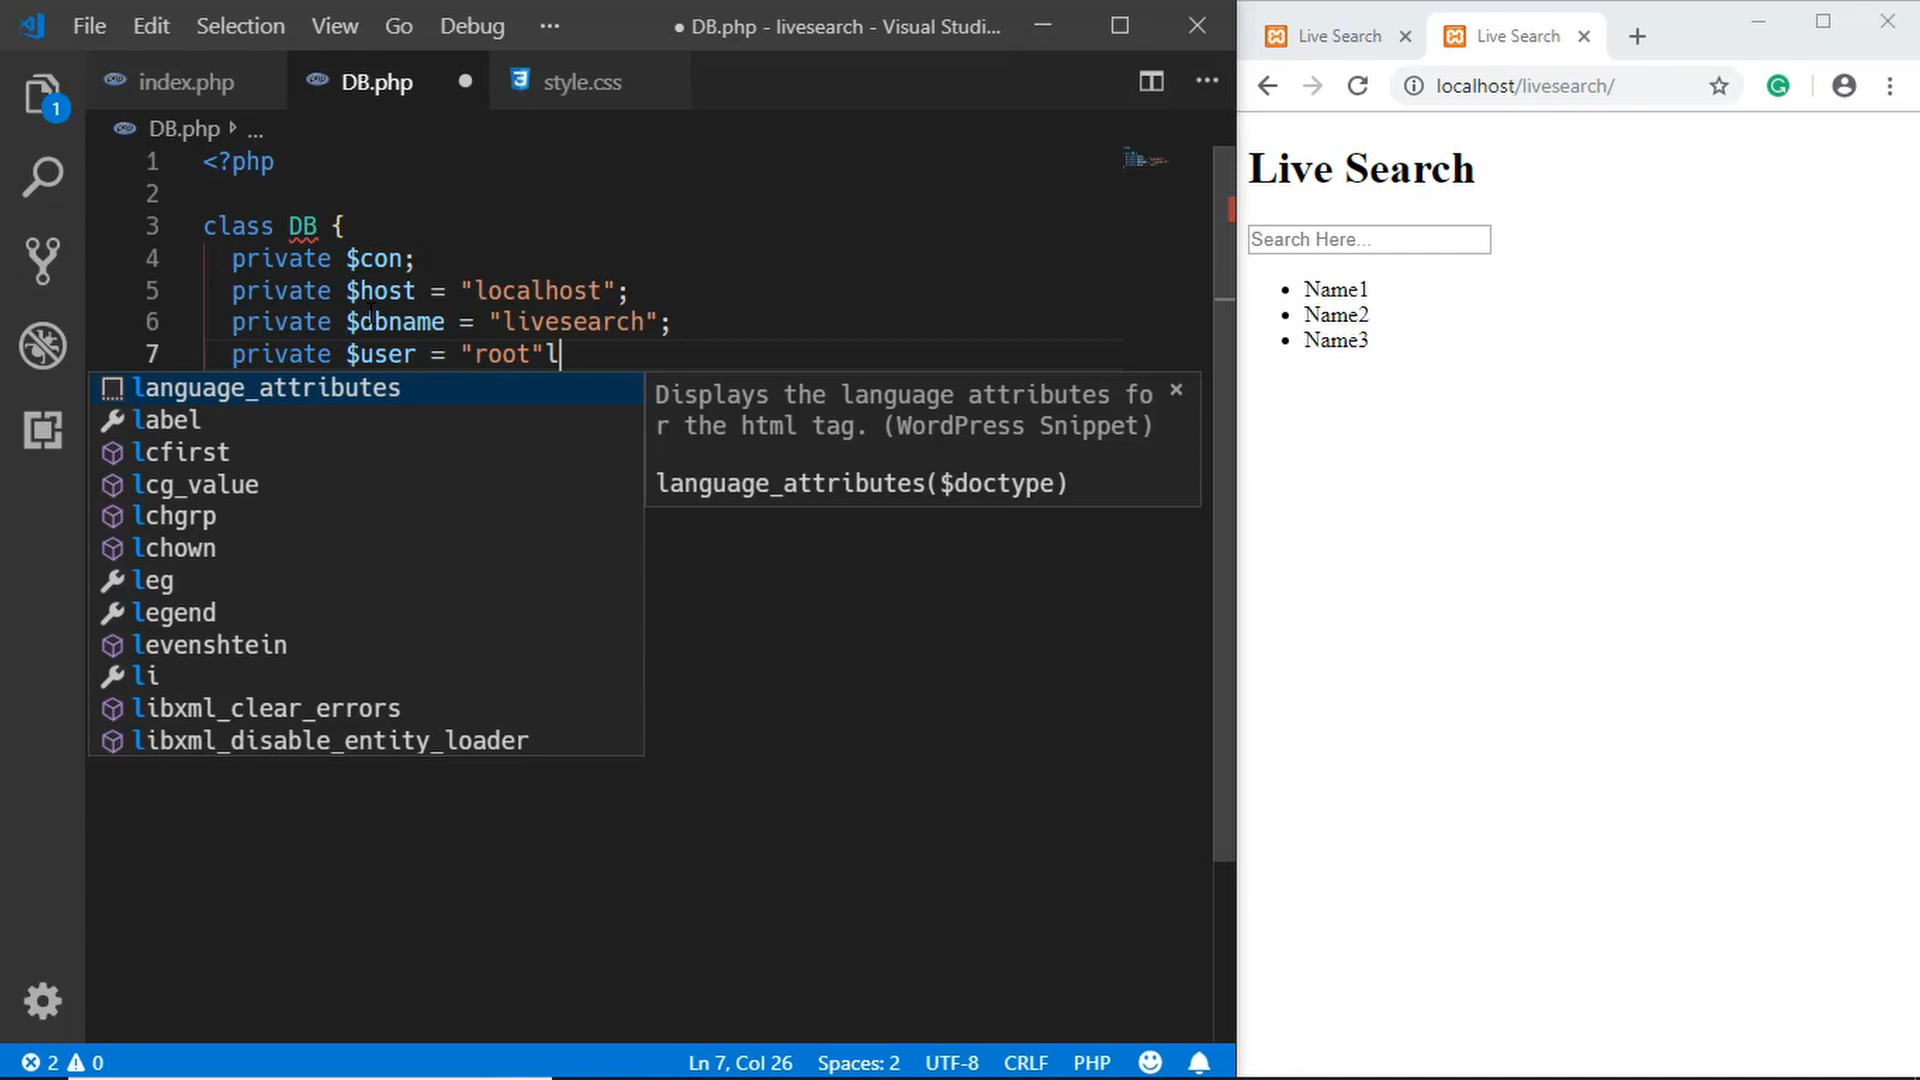 File Edit Selection View Go Debug ··· ● DB.php - livesearch - Visual Studi...
index.php DB.php ● style.css ···
DB.php ...
1 <?php
2
3 class DB {
4 private $con;
5 private $host = "localhost";
6 private $dbname = "livesearch";
7 private $user = "root"l
language_attributes
label
lcfirst
lcg_value
lchgrp
lchown
leg
legend
levenshtein
li
libxml_clear_errors
libxml_disable_entity_loader
Displays the language attributes fo
r the html tag. (WordPress Snippet)
language_attributes($doctype)
1
2 0 Ln 7, Col 26 Spaces: 2 UTF-8 CRLF PHP
Live Search Live Search
localhost/livesearch/
Live Search
Search Here...
• Name1
• Name2
• Name3